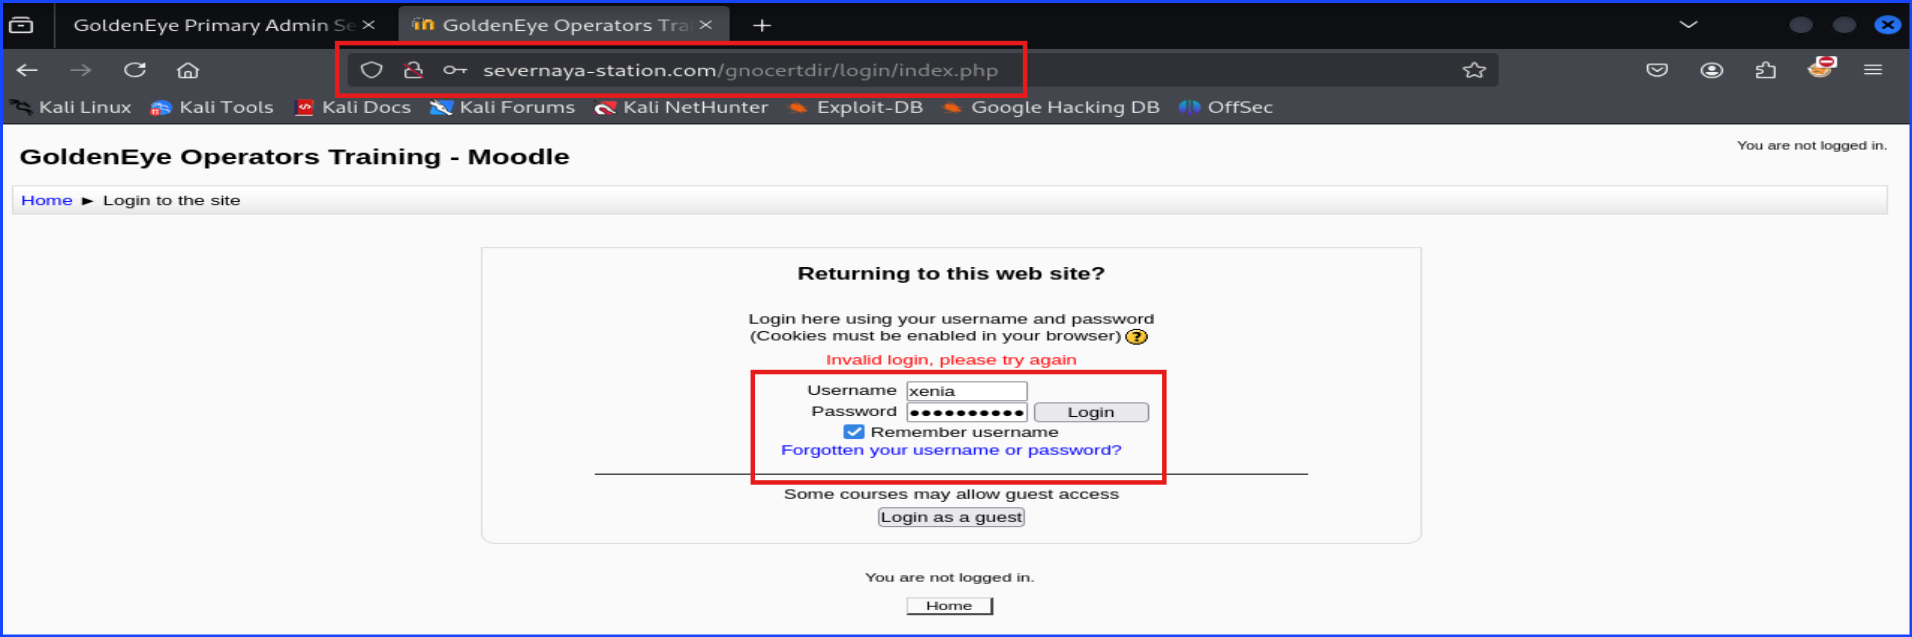 GoldenEye Primary Admin Se
GoldenEye Operators Trai
severnaya-station.com/gnocertdir/login/index.php
Kali Linux Kali Tools Kali Docs Kali Forums Kali NetHunter Exploit-DB Google Hacking DB OffSec
GoldenEye Operators Training - Moodle
You are not logged in.
Home ► Login to the site
Returning to this web site?
Login here using your username and password
(Cookies must be enabled in your browser) ?
Invalid login, please try again
Username xenia
Password ●●●●●●●●●● Login
Remember username
Forgotten your username or password?
Some courses may allow guest access
Login as a guest
You are not logged in.
Home